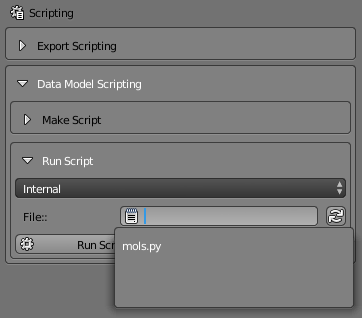 Scripting
Export Scripting
Data Model Scripting
Make Script
Run Script
Internal
File::
Run Scr
mols.py